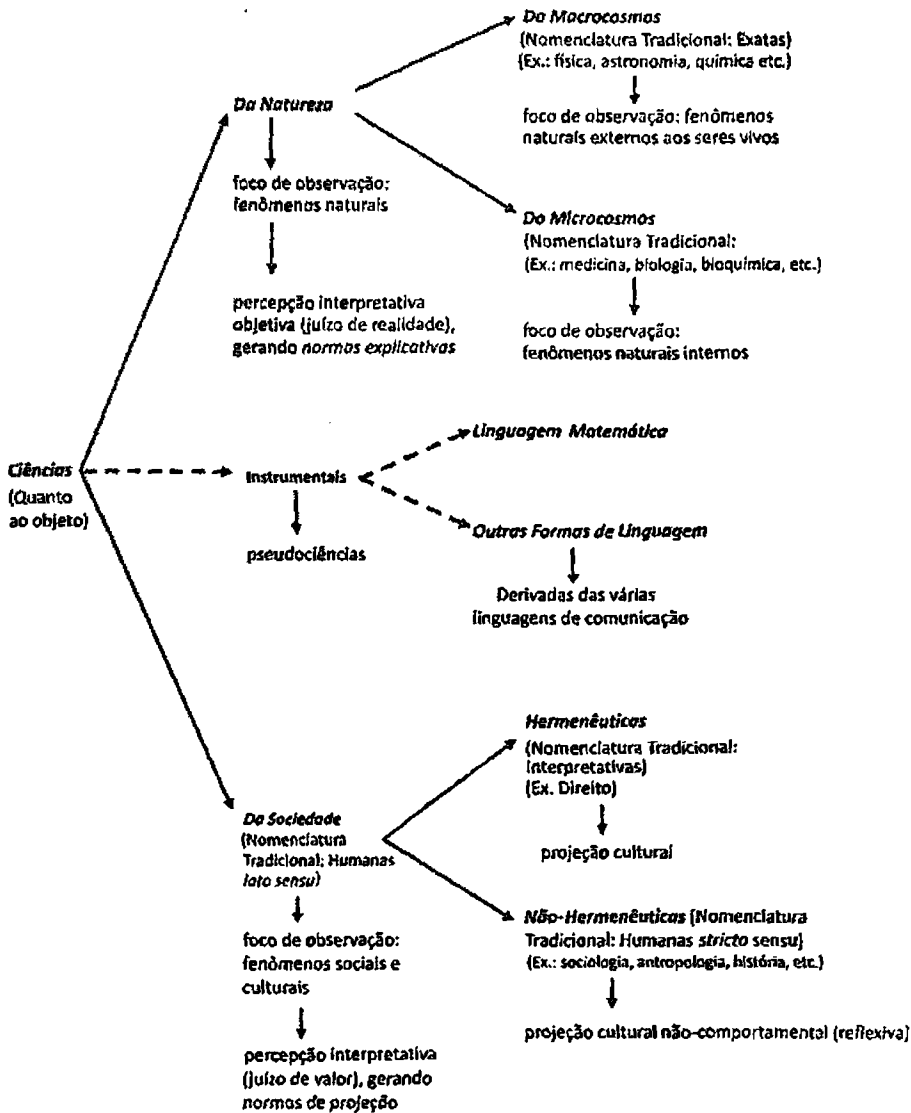 Do Macrocosmos
(Nomenclatura Tradicional: Exatas)
(Ex.: física, astronomia, química etc.)
foco de observação: fenômenos
naturais externos aos seres vivos
Da Natureza
foco de observação:
fenômenos naturais
percepção interpretativa
objetiva (juízo de realidade),
gerando normas explicativas
Do Microcosmos
(Nomenclatura Tradicional:
(Ex.: medicina, biologia, bioquímica, etc.)
foco de observação:
fenômenos naturais internos
Ciências
(Quanto
ao objeto)
Instrumentais
pseudociências
Linguagem Matemática
Outras Formas de Linguagem
Derivadas das várias
linguagens de comunicação
Da Sociedade
(Nomenclatura
Tradicional: Humanas
lato sensu)
foco de observação:
fenômenos sociais e
culturais
percepção interpretativa
(juízo de valor), gerando
normas de projeção
Hermenêuticas
(Nomenclatura Tradicional:
Interpretativas)
(Ex. Direito)
projeção cultural
Não-Hermenêuticas (Nomenclatura
Tradicional: Humanas stricto sensu)
(Ex.: sociologia, antropologia, história, etc.)
projeção cultural não-comportamental (reflexiva)